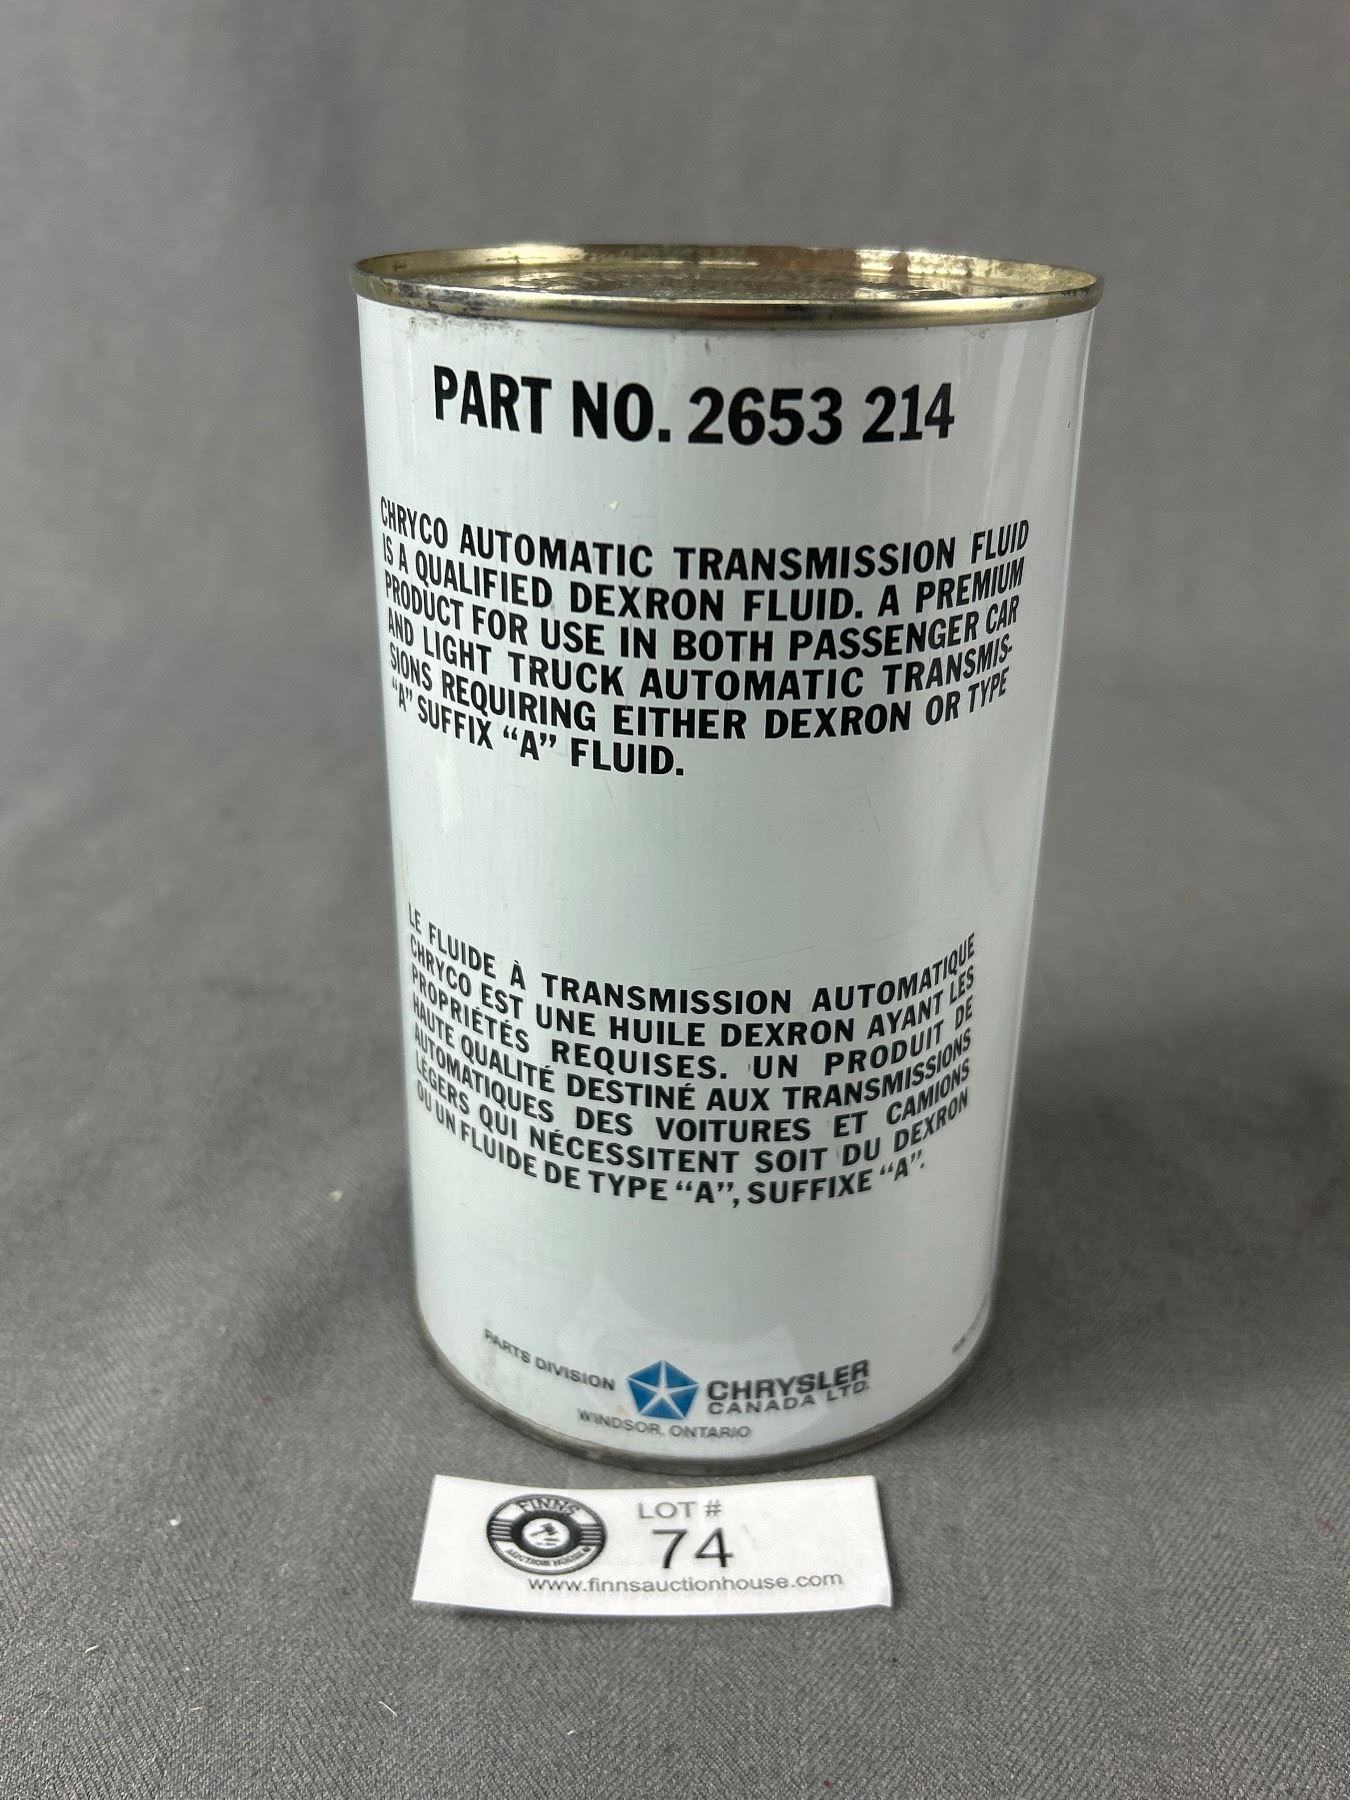 PART NO. 2653 214
CHRYCO AUTOMATIC TRANSMISSION FLUID
IS A QUALIFIED DEXRON FLUID. A PREMIUM
PRODUCT FOR USE IN BOTH PASSENGER CAR
AND LIGHT TRUCK AUTOMATIC TRANSMIS-
SIONS REQUIRING EITHER DEXRON OR TYPE
“A” SUFFIX “A” FLUID.
LE FLUIDE À TRANSMISSION AUTOMATIQUE
CHRYCO EST UNE HUILE DEXRON AYANT LES
PROPRIÉTÉS REQUISES. UN PRODUIT DE
HAUTE QUALITÉ DESTINÉ AUX TRANSMISSIONS
AUTOMATIQUES DES VOITURES ET CAMIONS
LÉGERS QUI NÉCESSITENT SOIT DU DEXRON
OU UN FLUIDE DE TYPE “A”, SUFFIXE “A”.
PARTS DIVISION
CHRYSLER
CANADA LTD.
WINDSOR, ONTARIO
FINNS
AUCTION HOUSE
LOT #
74
www.finnsauctionhouse.com